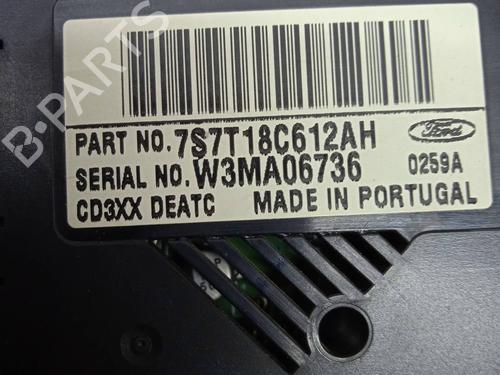 PART NO. 7S7T18C612AH
Ford
SERIAL NO. W3MA06736 0259A
CD3XX DEATC MADE IN PORTUGAL
B-PARTS